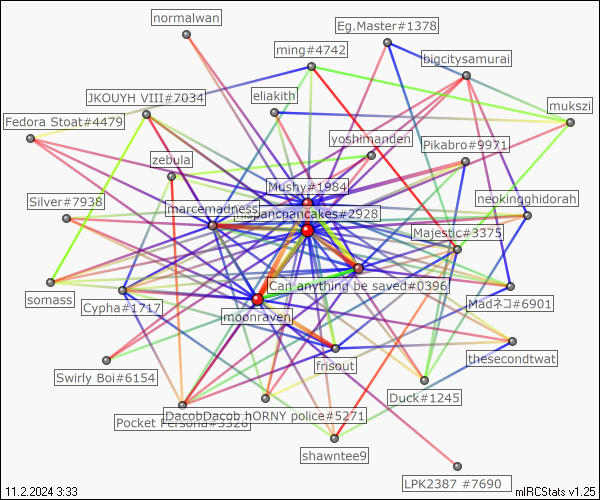 normalwan
Eg.Master#1378
ming#4742
bigcitysamurai
eliakith
JKOUYH VIII#7034
mukszi
Fedora Stoat#4479
yoshimanden
Pikabro#9971
zebula
Mushy#1984
Silver#7938
marcemadness
pancpancakes#2928
neokingghidorah
Majestic#3375
Can anything be saved#0396
somass
Cypha#1717
Madネコ#6901
moonraven
frisout
thesecondtwat
Swirly Boi#6154
Duck#1245
DacobDacob hORNY police#5271
Pocket Persona#3326
shawntee9
LPK2387 #7690
11.2.2024 3:33
mIRCStats v1.25